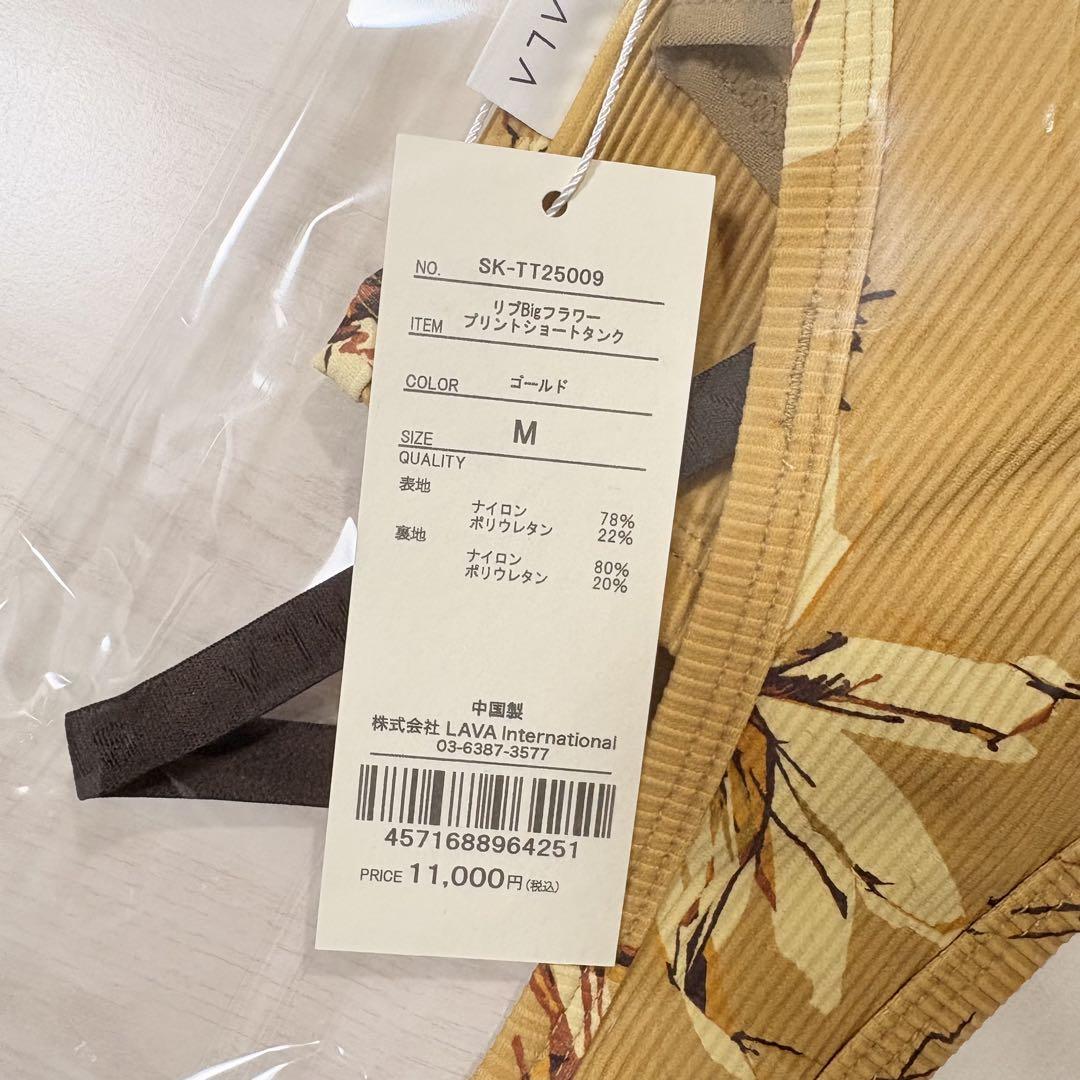 NO. SK-TT25009
リブBigフラワー
ITEM プリントショートタンク
COLOR ゴールド
SIZE M
QUALITY
表地
ナイロン 78%
ポリウレタン 22%
裏地
ナイロン 80%
ポリウレタン 20%
中国製
株式会社 LAVA International
03-6387-3577
4571688964251
PRICE 11,000円(税込)